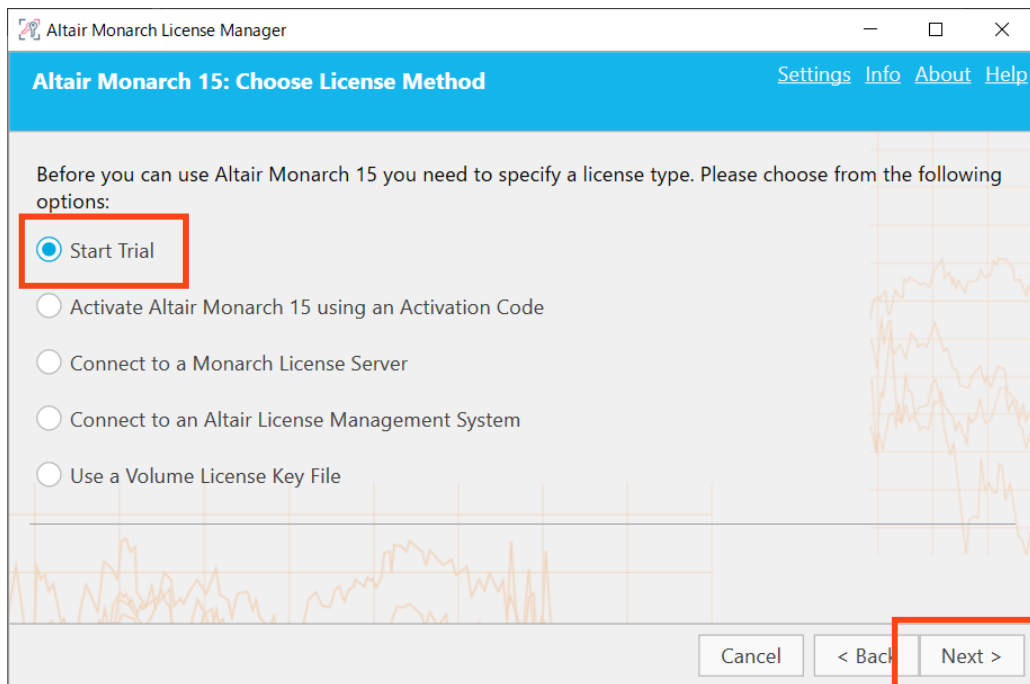 Altair Monarch License Manager
Altair Monarch 15: Choose License Method
Settings Info About Help
Before you can use Altair Monarch 15 you need to specify a license type. Please choose from the following
options:
Start Trial
Activate Altair Monarch 15 using an Activation Code
Connect to a Monarch License Server
Connect to an Altair License Management System
Use a Volume License Key File
Cancel < Back Next >